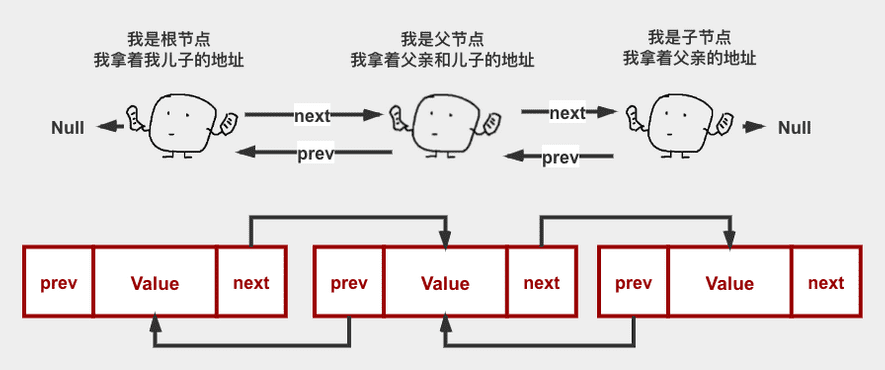 我是根节点
我拿着我儿子的地址
我是父节点
我拿着父亲和儿子的地址
我是子节点
我拿着父亲的地址
Null
next
next
Null
prev
prev
prev Value next
prev Value next
prev Value next